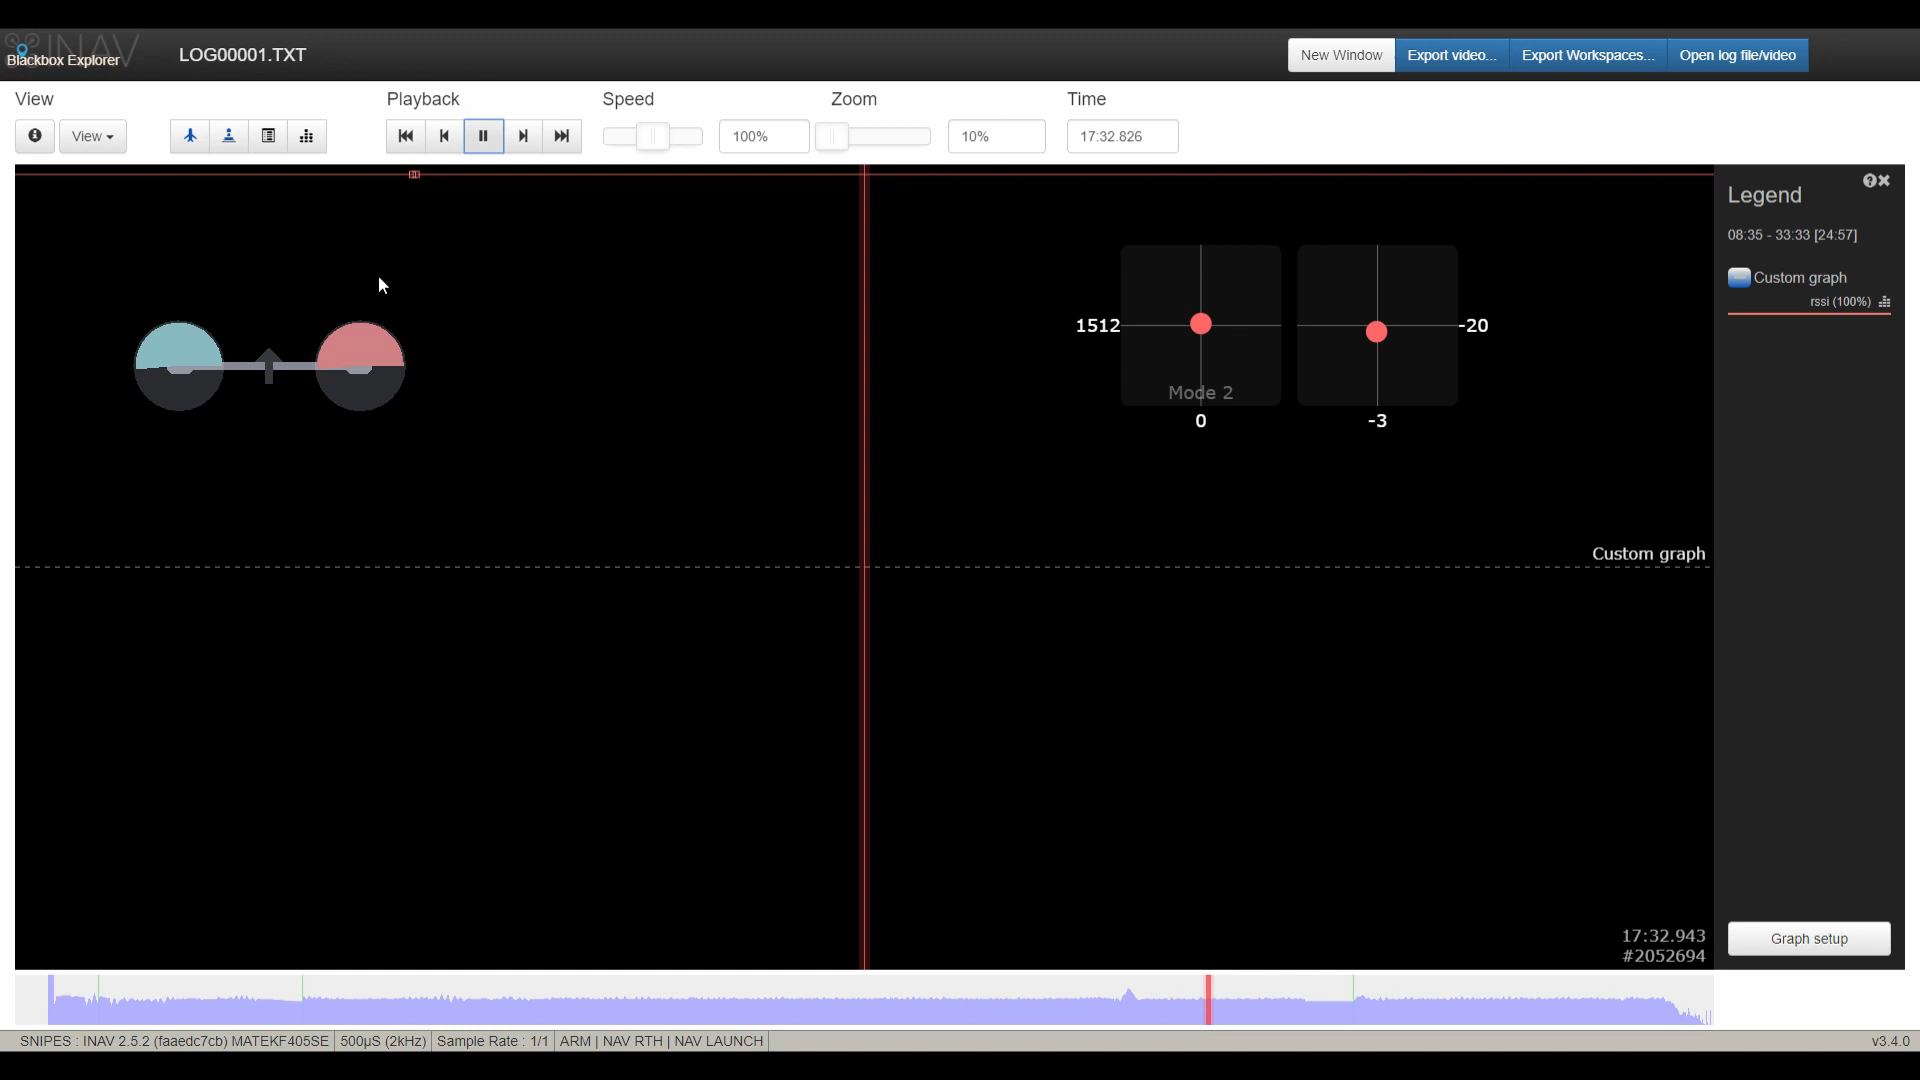 INAV
Blackbox Explorer
LOG00001.TXT
New Window
Export video...
Export Workspaces...
Open log file/video
View
Playback
Speed
Zoom
Time
View
100%
10%
17:32.826
Legend
08:35 - 33:33 [24:57]
Custom graph
rssi (100%)
1512
-20
Mode 2
0
-3
Custom graph
17:32.943
#2052694
Graph setup
SNIPES : INAV 2.5.2 (faaedc7cb) MATEKF405SE
500µS (2kHz)
Sample Rate : 1/1
ARM | NAV RTH | NAV LAUNCH
v3.4.0